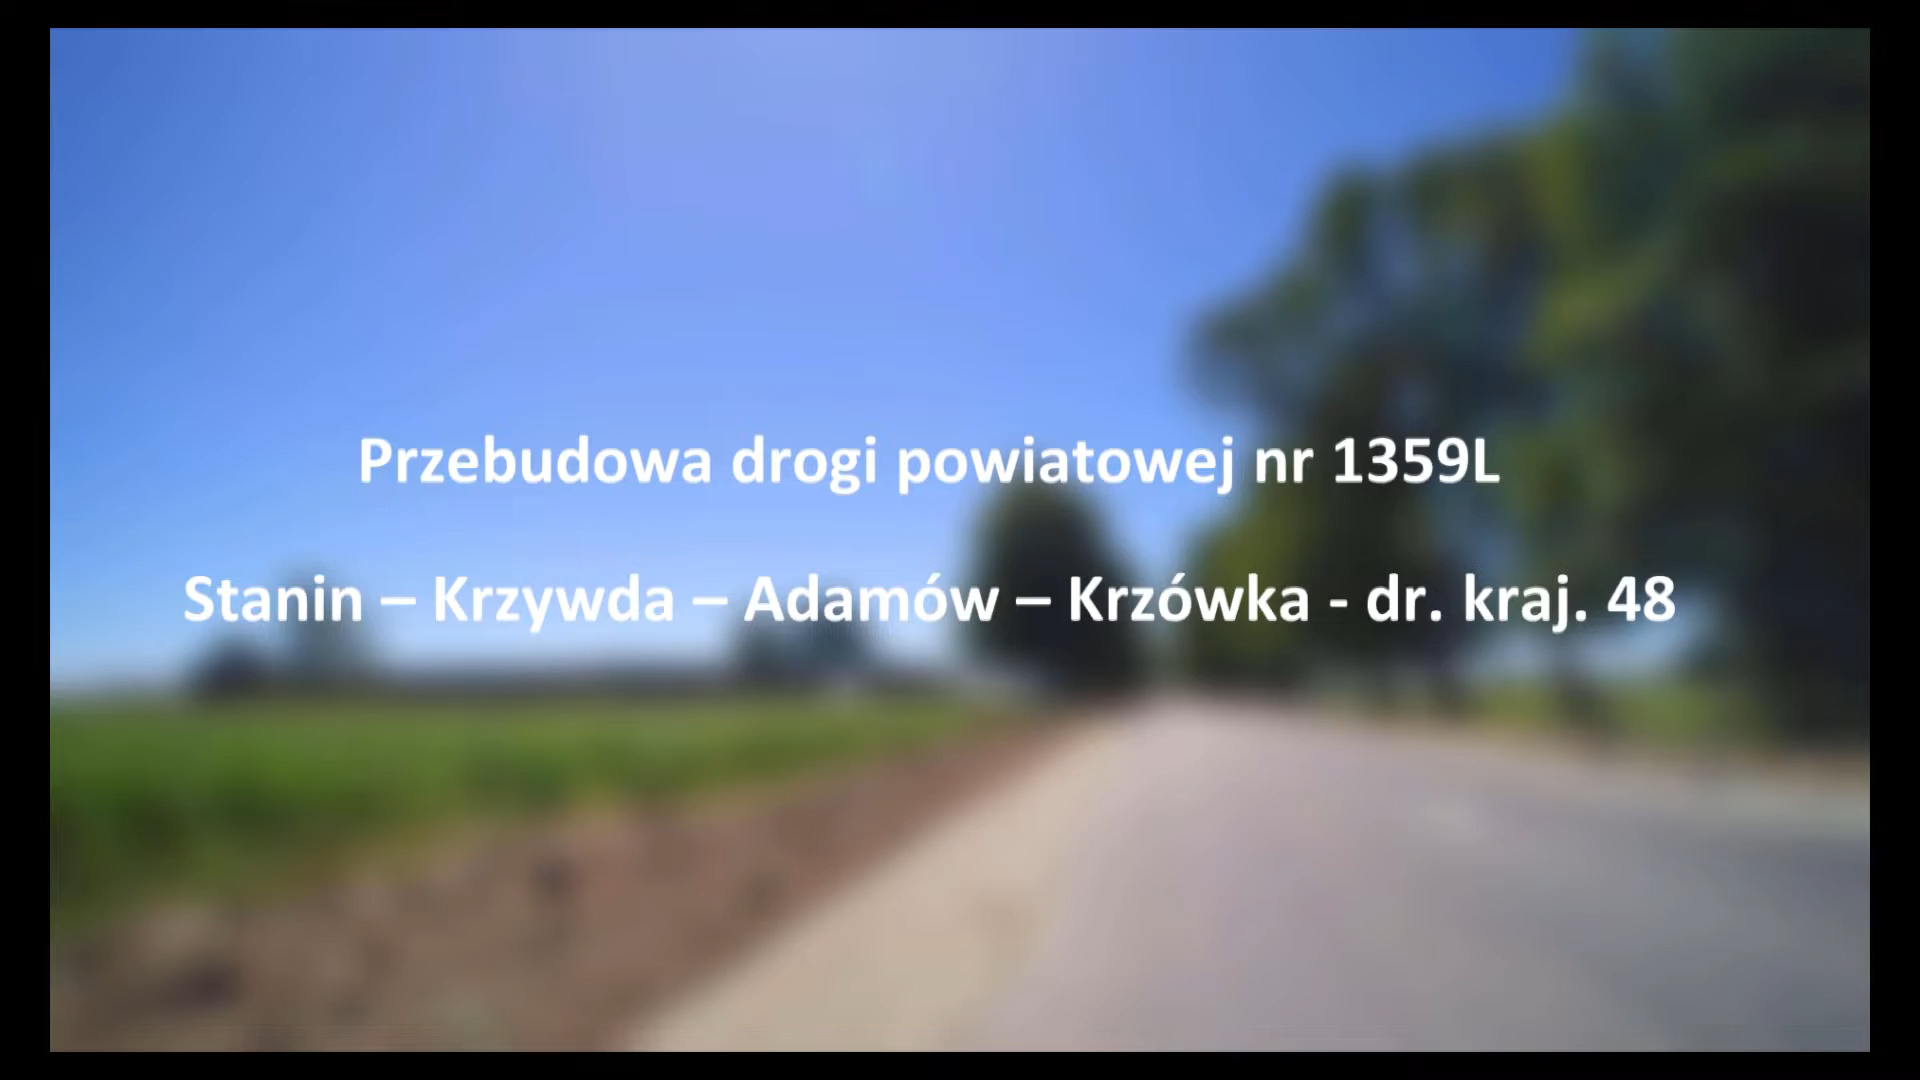 Przebudowa drogi powiatowej nr 1359L
Stanin – Krzywda – Adamów – Krzówka - dr. kraj. 48